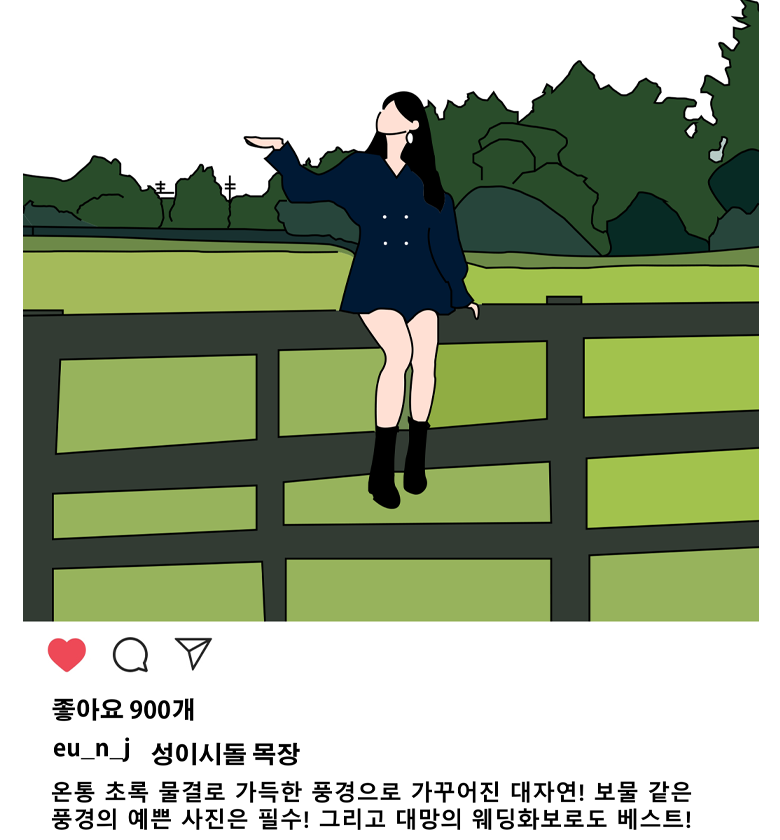 좋아요 900개
eu_n_j 성이시돌 목장
온통 초록 물결로 가득한 풍경으로 가꾸어진 대자연! 보물 같은
풍경의 예쁜 사진은 필수! 그리고 대망의 웨딩화보로도 베스트!